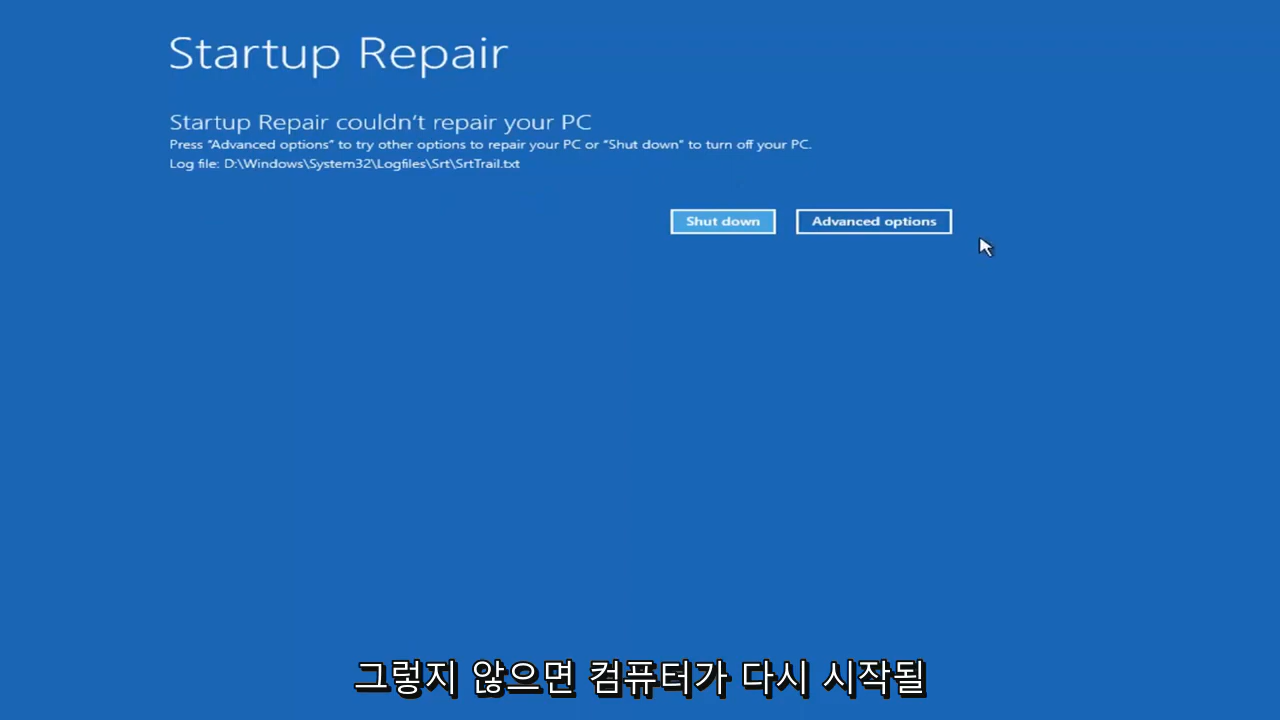 Startup Repair
Startup Repair couldn't repair your PC
Press "Advanced options" to try other options to repair your PC or "Shut down" to turn off your PC.
Log file: D:\Windows\System32\Logfiles\Srt\SrtTrail.txt
Shut down Advanced options
그렇지 않으면 컴퓨터가 다시 시작될